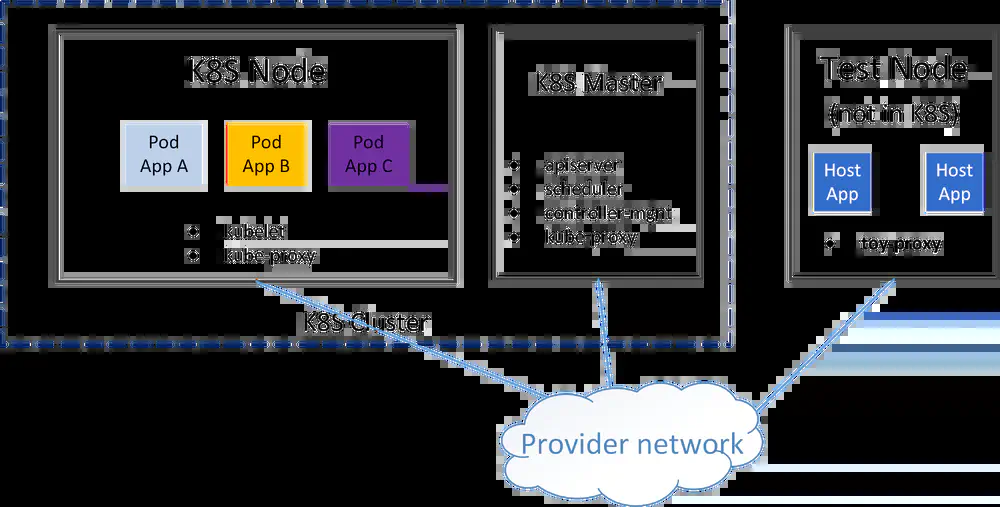 K8S Node
Pod
App A
Pod
App B
Pod
App C
❖ kubelet
❖ kube-proxy
K8S Master
❖ apiserver
❖ scheduler
❖ controller-mgnt
❖ kube-proxy
K8S Cluster
Test Node
(not in K8S)
Host
App
Host
App
❖ toy-proxy
Provider network